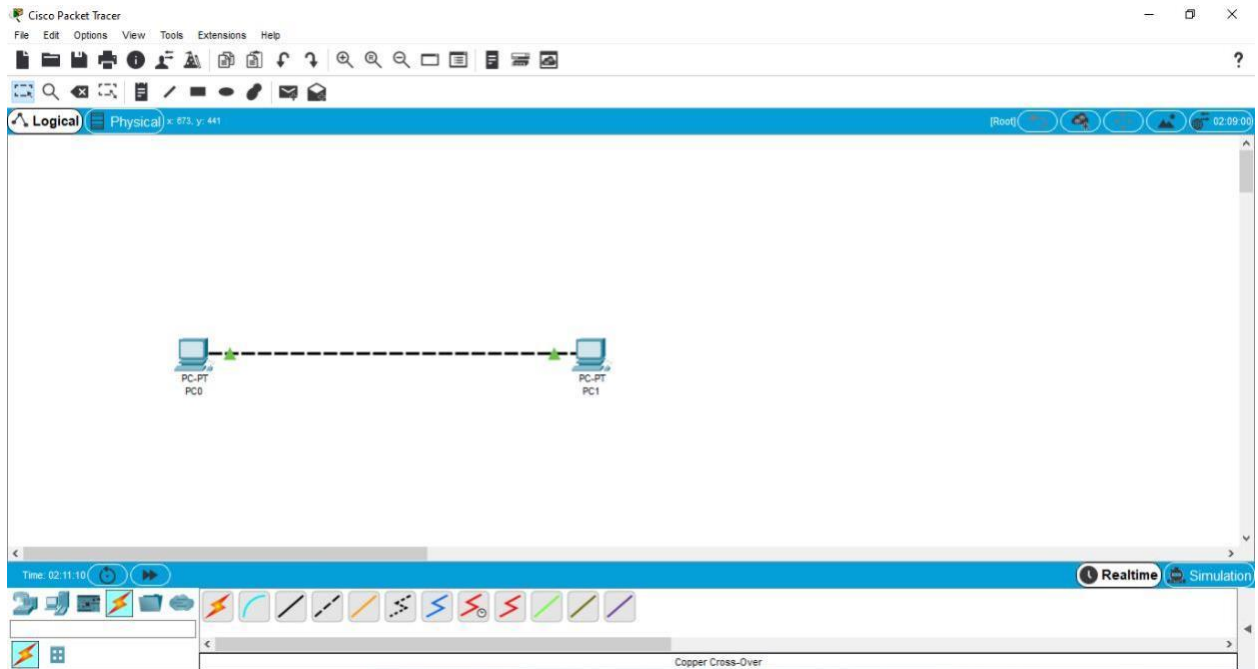 Cisco Packet Tracer
File Edit Options View Tools Extensions Help
?
Logical Physical x: 673, y: 441 [Root] 02:09:00
PC-PT
PC0
PC-PT
PC1
Time: 02:11:10 Realtime Simulation
Copper Cross-Over